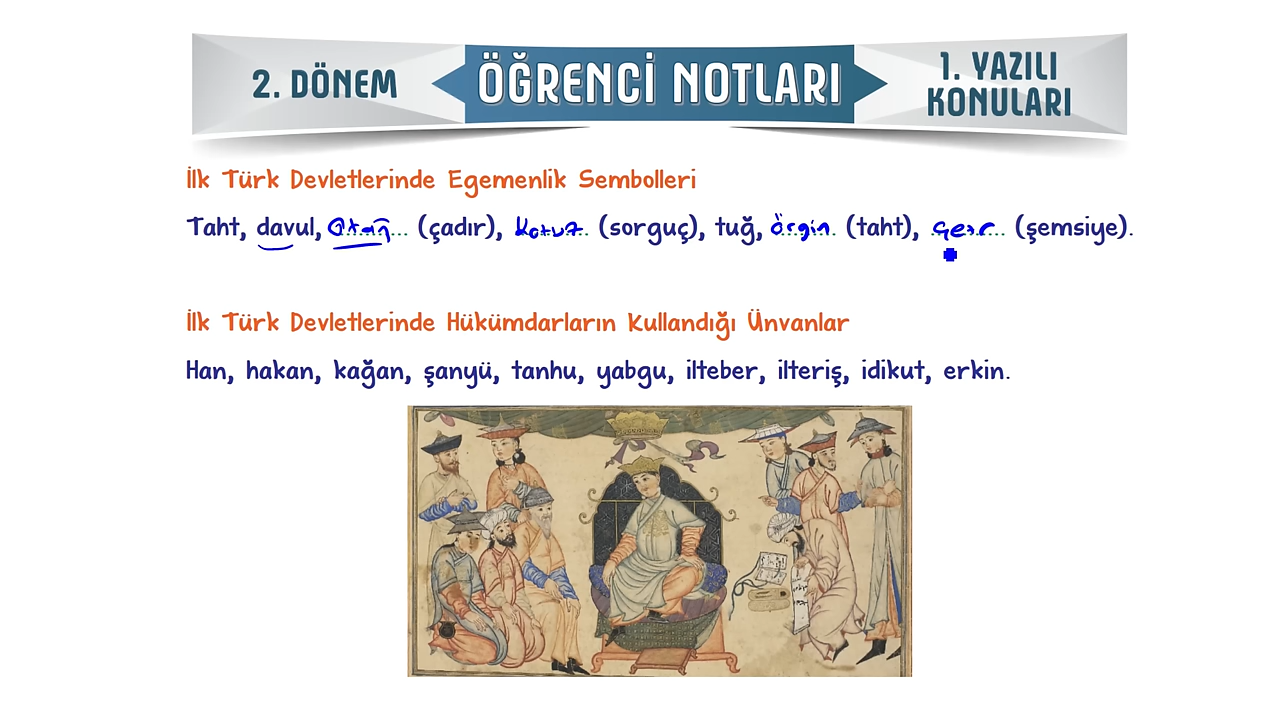 2. DÖNEM
ÖĞRENCİ NOTLARI
1. YAZILI
KONULARI
İlk Türk Devletlerinde Egemenlik Sembolleri
Taht, davul, Otağ (çadır), kotuz (sorguç), tuğ, örgin (taht), çetr (şemsiye).
İlk Türk Devletlerinde Hükümdarların Kullandığı Ünvanlar
Han, hakan, kağan, şanyü, tanhu, yabgu, ilteber, ilteriş, idikut, erkin.